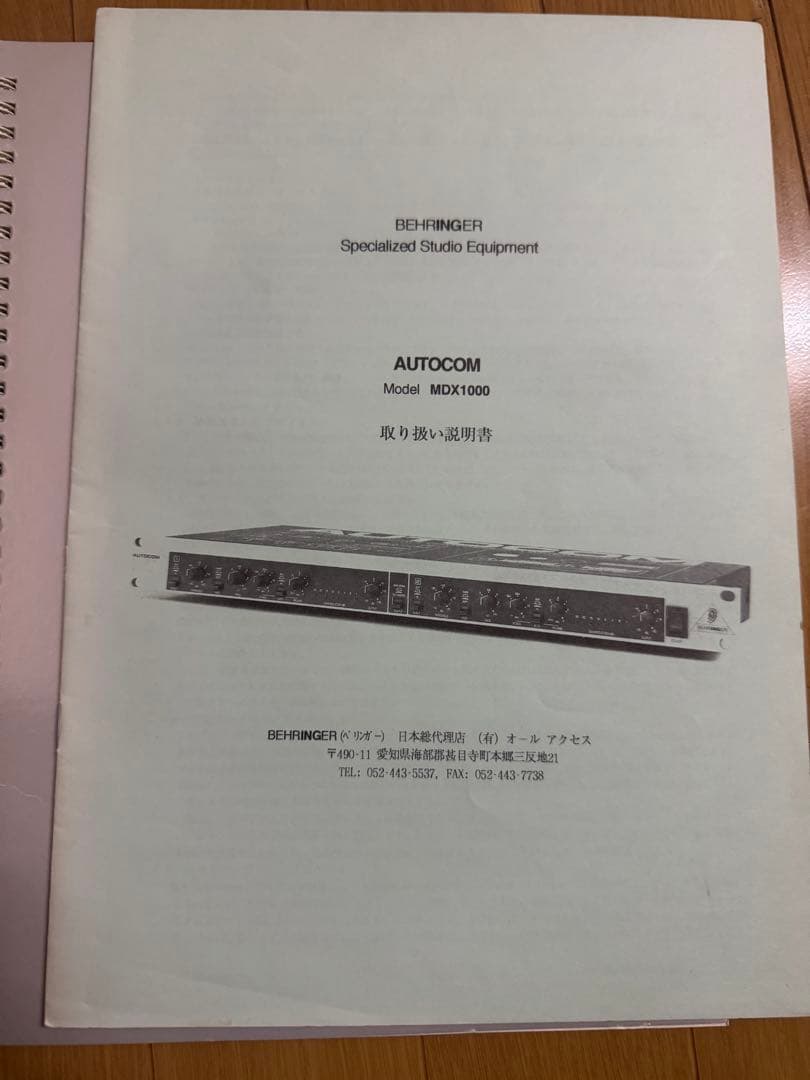 BEHRINGER
Specialized Studio Equipment
AUTOCOM
Model MDX1000
取り扱い説明書
AUTOCOM
BEHRINGER
BEHRINGER (ベリンガー) 日本総代理店 (有) オール アクセス
〒490-11 愛知県海部郡甚目寺町本郷三反地21
TEL: 052-443-5537, FAX: 052-443-7738